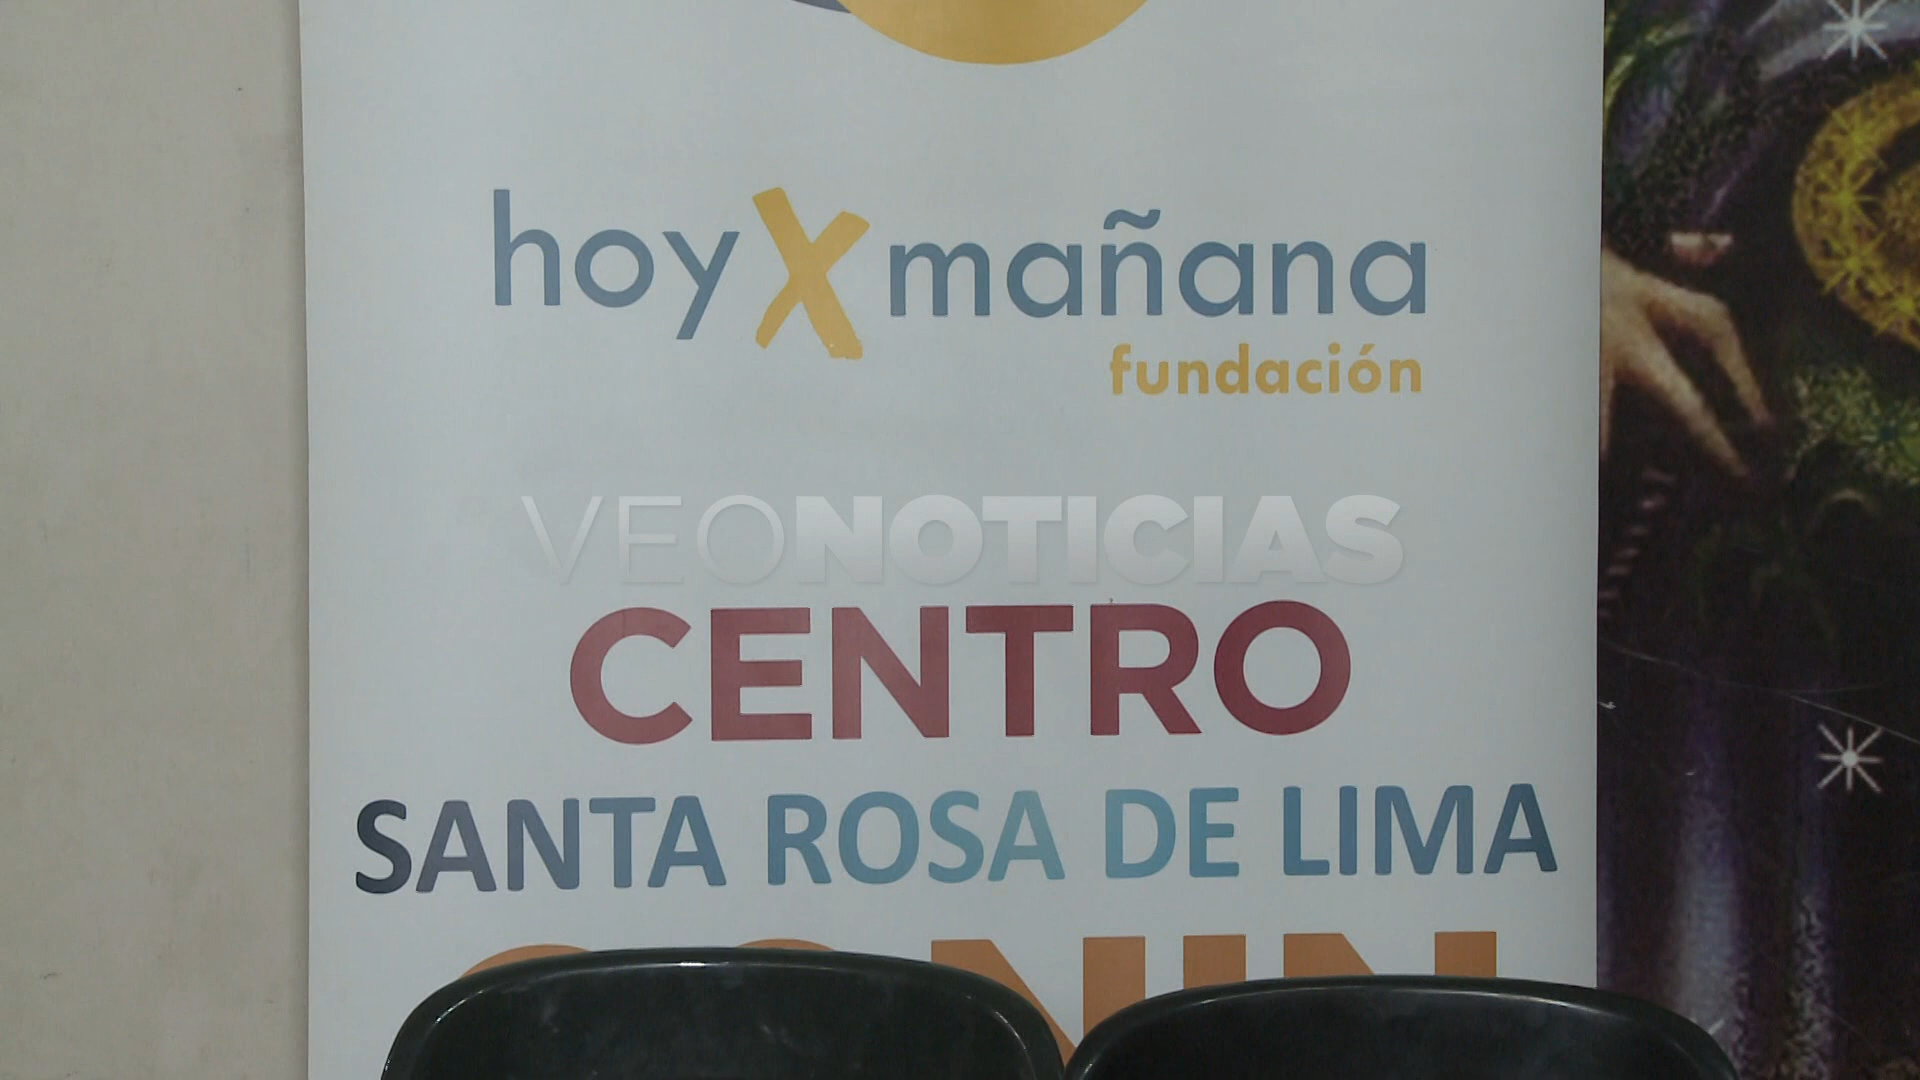 hoy X mañana
fundación
VEONOTICIAS
CENTRO
SANTA ROSA DE LIMA